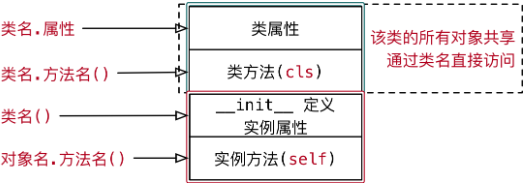 类名.属性
类属性
该类的所有对象共享
通过类名直接访问
类名.方法名()
类方法(cls)
类名()
__init__ 定义
实例属性
对象名.方法名()
实例方法(self)